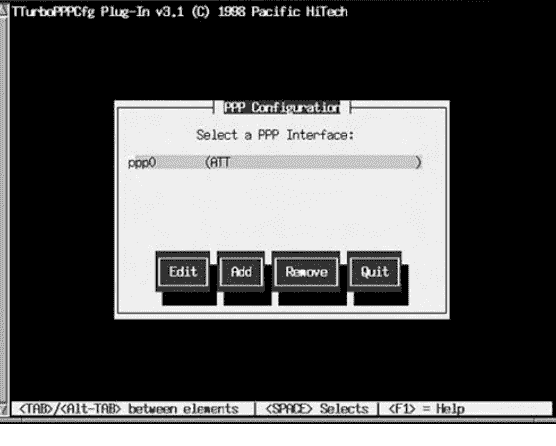 TTurboPPPCfg Plug-In v3.1 (C) 1998 Pacific HiTech
PPP Configuration
Select a PPP Interface:
ppp0 (ATT )
Edit Add Remove Quit
<TAB>/<Alt-TAB> between elements | <SPACE> Selects | <F1> = Help